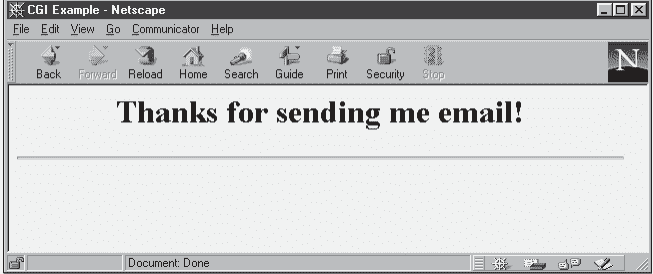 CGI Example - Netscape
File Edit View Go Communicator Help
Back Forward Reload Home Search Guide Print Security Stop
N
Thanks for sending me email!
Document: Done